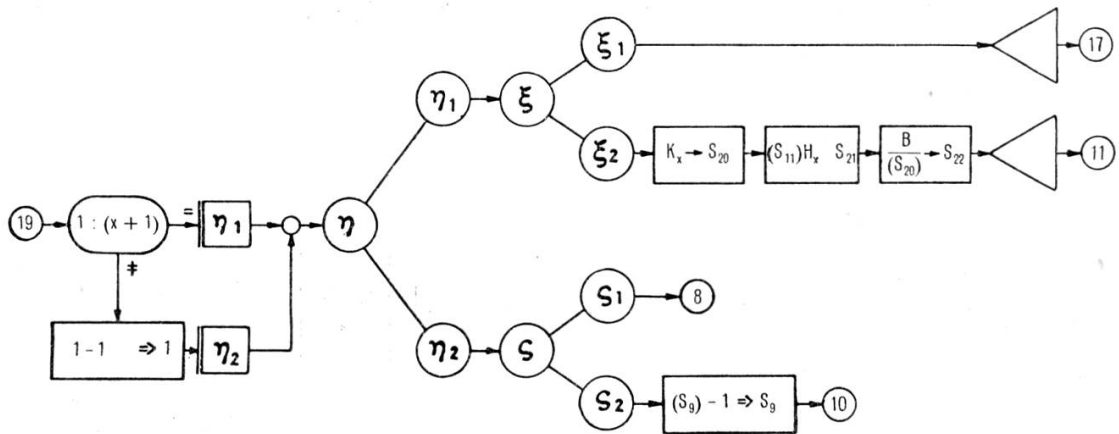 ξ₁
17
η₁
ξ
ξ₂
Kₓ → S₂₀
(S₁₁)Hₓ S₂₁
B
(S₂₀) → S₂₂
11
19
1 : (x + 1)
=
η₁
η
≠
1 - 1 ⇒ 1
η₂
η₂
ς
ς₁
8
ς₂
(S₉) - 1 ⇒ S₉
10